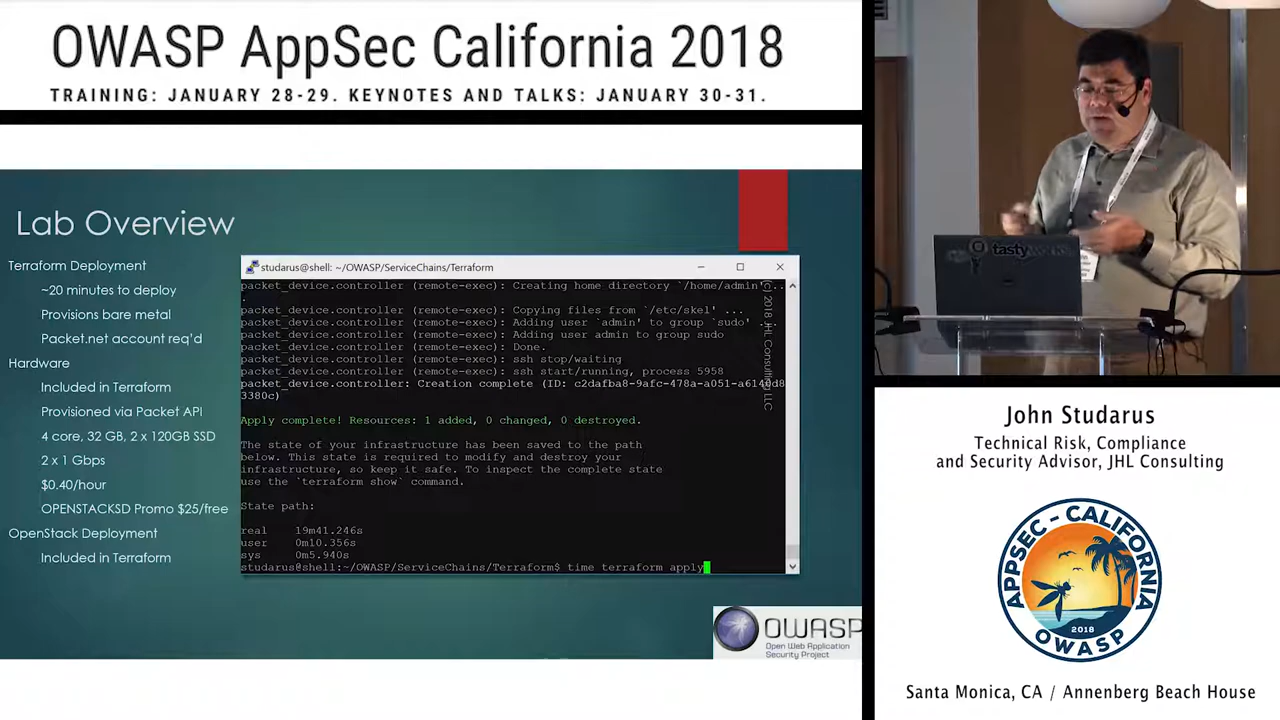 OWASP AppSec California 2018
TRAINING: JANUARY 28-29. KEYNOTES AND TALKS: JANUARY 30-31.
Lab Overview
Terraform Deployment
~20 minutes to deploy
Provisions bare metal
Packet.net account req'd
Hardware
Included in Terraform
Provisioned via Packet API
4 core, 32 GB, 2 x 120GB SSD
2 x 1 Gbps
$0.40/hour
OPENSTACKSD Promo $25/free
OpenStack Deployment
Included in Terraform
studarus@shell: ~/OWASP/ServiceChains/Terraform
packet_device.controller (remote-exec): Creating home directory `/home/admin'...
.
packet_device.controller (remote-exec): Copying files from `/etc/skel' ...
packet_device.controller (remote-exec): Adding user `admin' to group `sudo'
packet_device.controller (remote-exec): Adding user admin to group sudo
packet_device.controller (remote-exec): Done.
packet_device.controller (remote-exec): ssh stop/waiting
packet_device.controller (remote-exec): ssh start/running, process 5958
packet_device.controller: Creation complete (ID: c2dafba8-9afc-478a-a051-a6140d8
3380c)
Apply complete! Resources: 1 added, 0 changed, 0 destroyed.
The state of your infrastructure has been saved to the path
below. This state is required to modify and destroy your
infrastructure, so keep it safe. To inspect the complete state
use the `terraform show` command.
State path:
real 19m41.246s
user 0m10.356s
sys 0m5.940s
studarus@shell:~/OWASP/ServiceChains/Terraform$ time terraform apply
(c) 2018 JHL Consulting LLC
OWASP
Open Web Application
Security Project
tastyworks
John Studarus
Technical Risk, Compliance
and Security Advisor, JHL Consulting
APPSEC - CALIFORNIA
2018
OWASP
Santa Monica, CA / Annenberg Beach House